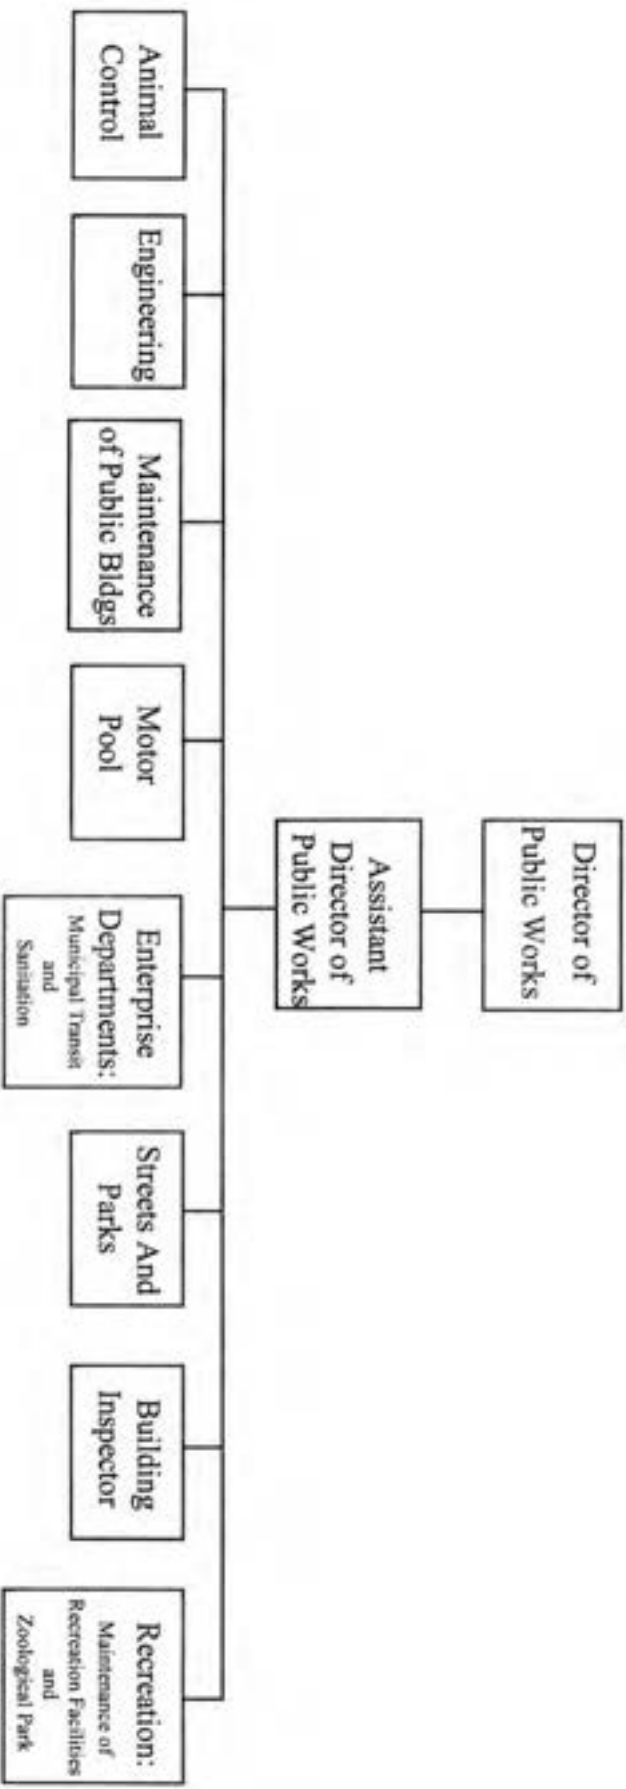 Director of
Public Works
Assistant
Director of
Public Works
Animal
Control
Engineering
Maintenance
of Public Bldgs
Motor
Pool
Enterprise
Departments:
Municipal Transit
and
Sanitation
Streets And
Parks
Building
Inspector
Recreation:
Maintenance of
Recreation Facilities
and
Zoological Park